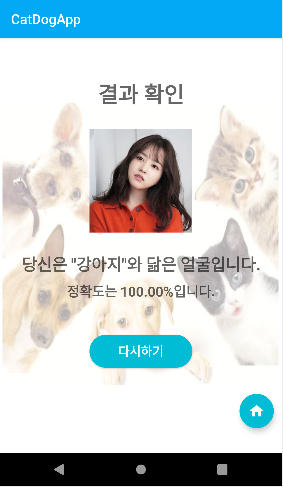 CatDogApp
결과 확인
당신은 "강아지"와 닮은 얼굴입니다.
정확도는 100.00%입니다.
다시하기